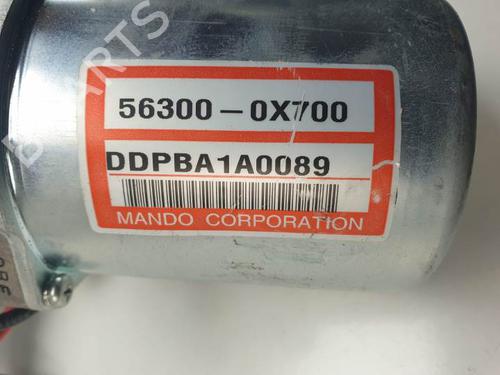 56300-0X700
DDPBA1A0089
MANDO CORPORATION